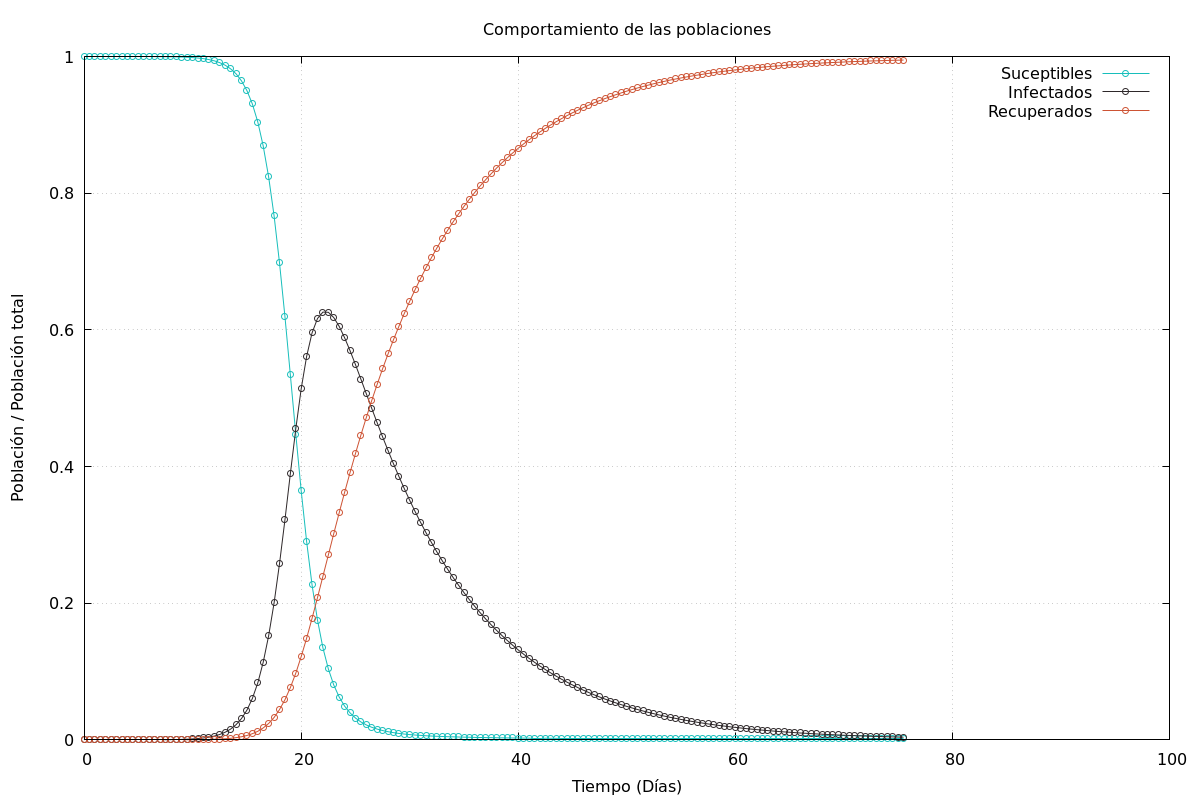 Comportamiento de las poblaciones
Suceptibles
Infectados
Recuperados
Población / Población total
1
0.8
0.6
0.4
0.2
0
0 20 40 60 80 100
Tiempo (Días)